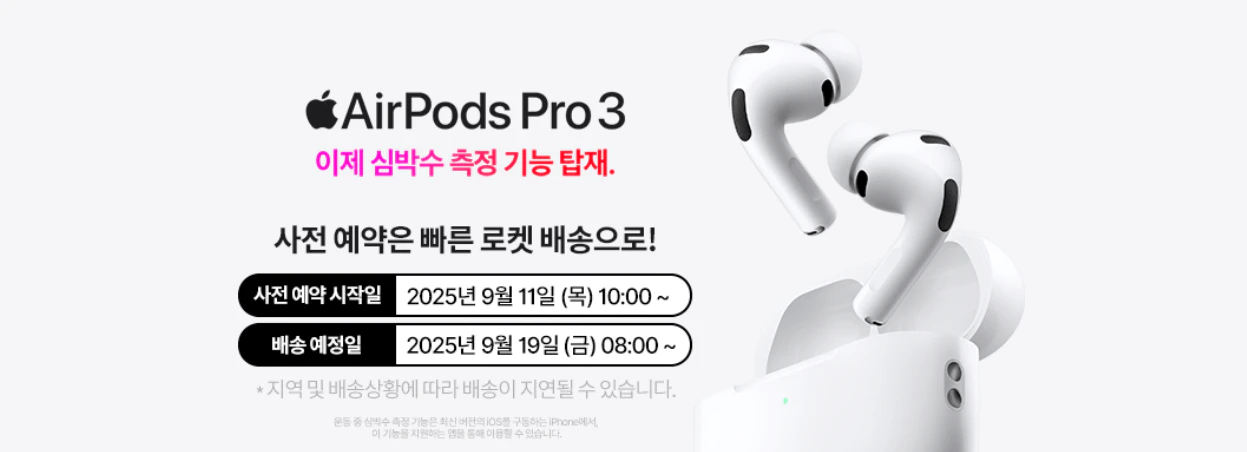 AirPods Pro 3
이제 심박수 측정 기능 탑재.
사전 예약은 빠른 로켓 배송으로!
사전 예약 시작일 2025년 9월 11일 (목) 10:00 ~
배송 예정일 2025년 9월 19일 (금) 08:00 ~
* 지역 및 배송상황에 따라 배송이 지연될 수 있습니다.
운동 중 심박수 측정 기능은 최신 버전의 iOS를 구동하는 iPhone에서,
이 기능을 지원하는 앱을 통해 이용할 수 있습니다.